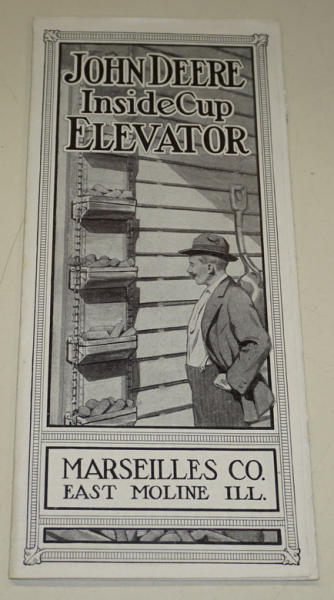 JOHN DEERE
Inside Cup
ELEVATOR
MARSEILLES CO.
EAST MOLINE ILL.